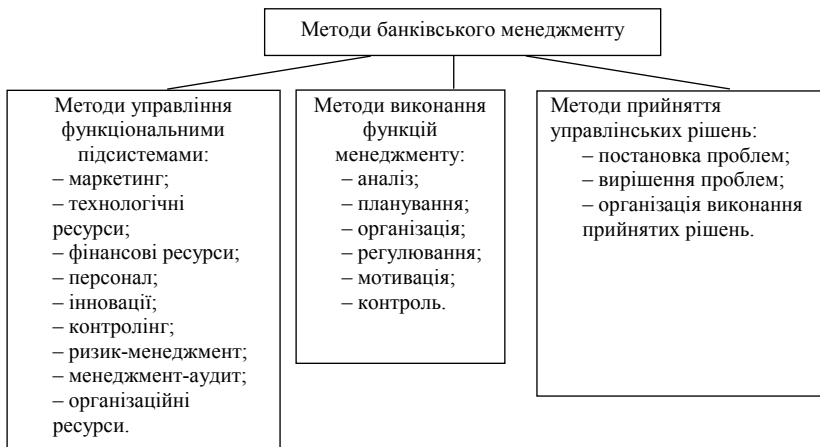 Методи банківського менеджменту
Методи управління
функціональними
підсистемами:
– маркетинг;
– технологічні
ресурси;
– фінансові ресурси;
– персонал;
– інновації;
– контролінг;
– ризик-менеджмент;
– менеджмент-аудит;
– організаційні
ресурси.
Методи виконання
функцій
менеджменту:
– аналіз;
– планування;
– організація;
– регулювання;
– мотивація;
– контроль.
Методи прийняття
управлінських рішень:
– постановка проблем;
– вирішення проблем;
– організація виконання
прийнятих рішень.